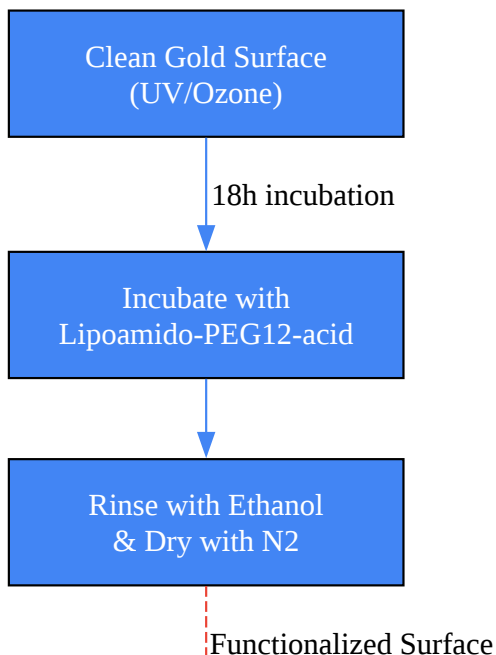 Clean Gold Surface
(UV/Ozone)
18h incubation
Incubate with
Lipoamido-PEG12-acid
Rinse with Ethanol
& Dry with N2
Functionalized Surface